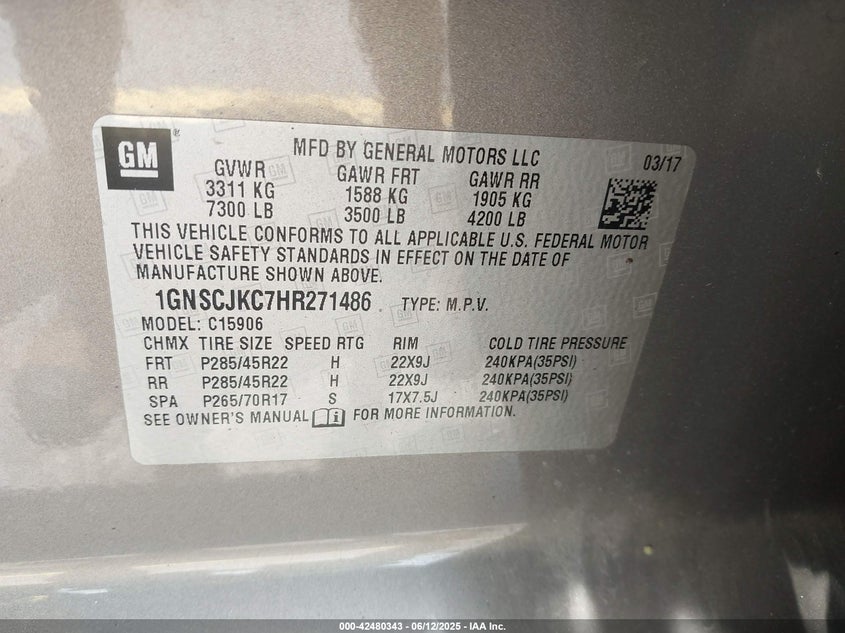 GM
MFD BY GENERAL MOTORS LLC
03/17
GVWR GAWR FRT GAWR RR
3311 KG 1588 KG 1905 KG
7300 LB 3500 LB 4200 LB
THIS VEHICLE CONFORMS TO ALL APPLICABLE U.S. FEDERAL MOTOR
VEHICLE SAFETY STANDARDS IN EFFECT ON THE DATE OF
MANUFACTURE SHOWN ABOVE.
1GNSCJKC7HR271486 TYPE: M.P.V.
MODEL: C15906
CHMX TIRE SIZE SPEED RTG RIM COLD TIRE PRESSURE
FRT P285/45R22 H 22X9J 240KPA(35PSI)
RR P285/45R22 H 22X9J 240KPA(35PSI)
SPA P265/70R17 S 17X7.5J 240KPA(35PSI)
SEE OWNER'S MANUAL i FOR MORE INFORMATION.
000-42480343 - 06/12/2025 - IAA Inc.